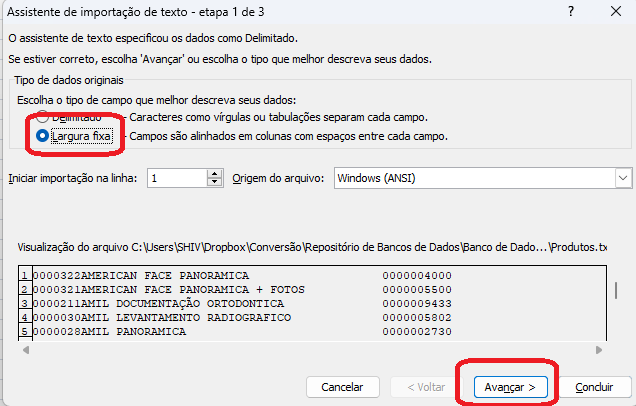 Assistente de importação de texto - etapa 1 de 3 ? ×
O assistente de texto especificou os dados como Delimitado.
Se estiver correto, escolha 'Avançar' ou escolha o tipo que melhor descreva seus dados.
Tipo de dados originais
Escolha o tipo de campo que melhor descreva seus dados:
Delimitado - Caracteres como vírgulas ou tabulações separam cada campo.
Largura fixa - Campos são alinhados em colunas com espaços entre cada campo.
Iniciar importação na linha: 1 Origem do arquivo: Windows (ANSI)
Visualização do arquivo C:\Users\SHIV\Dropbox\Conversão\Repositório de Bancos de Dados\Banco de Dado...\Produtos.tx
1 0000322AMERICAN FACE PANORAMICA 0000004000
2 0000321AMERICAN FACE PANORAMICA + FOTOS 0000005500
3 0000211AMIL DOCUMENTAÇÃO ORTODONTICA 0000009433
4 0000030AMIL LEVANTAMENTO RADIOGRAFICO 0000005802
5 0000028AMIL PANORAMICA 0000002730
Cancelar < Voltar Avançar > Concluir